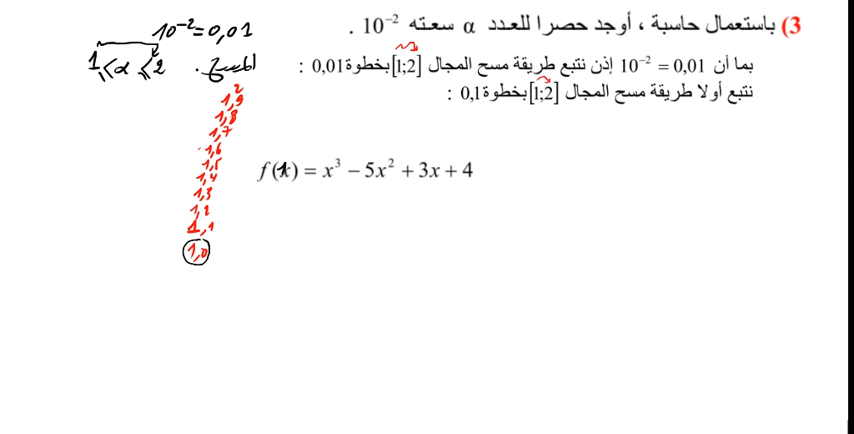 3) باستعمال حاسبة ، أوجد حصرا للعدد α سعته 10⁻² .
بما أن 10⁻² = 0,01 إذن نتبع طريقة مسح المجال [1;2] بخطوة 0,01 :
نتبع أولا طريقة مسح المجال [1;2] بخطوة 0,1 :
10⁻² = 0,01
1 ≤ α ≤ 2
المسح .
2
1,9
1,8
1,7
1,6
1,5
1,4
1,3
1,2
1,1
1,0
f(1) = x³ − 5x² + 3x + 4